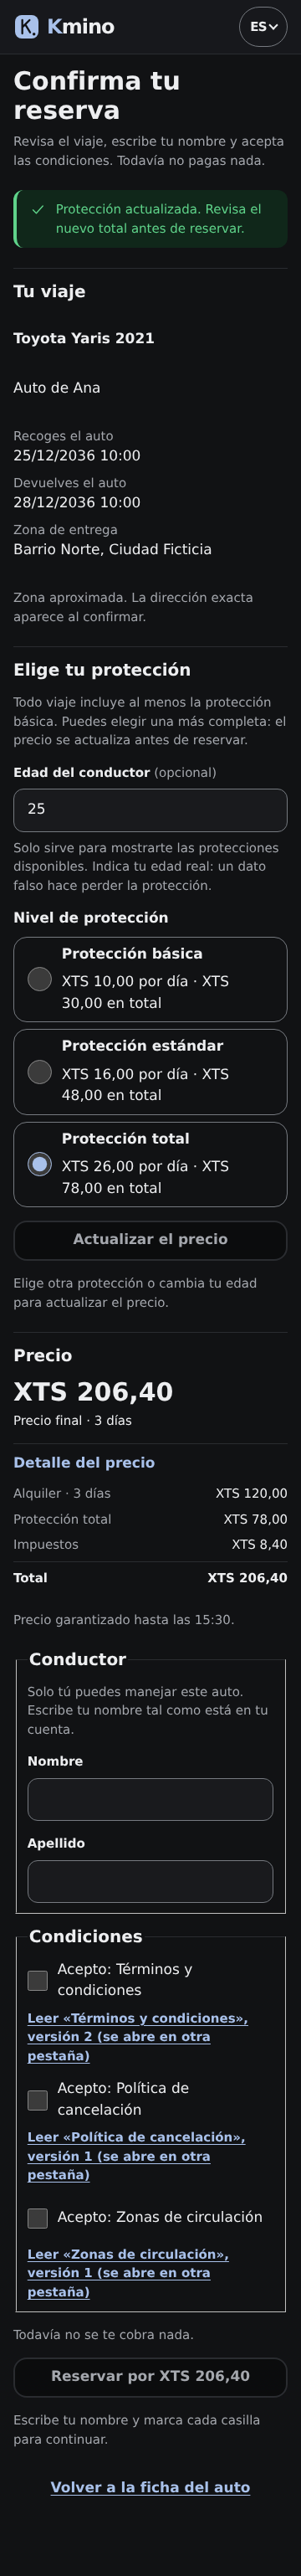 K Kmino
ES
Confirma tu
reserva
Revisa el viaje, escribe tu nombre y acepta
las condiciones. Todavía no pagas nada.
Protección actualizada. Revisa el
nuevo total antes de reservar.
Tu viaje
Toyota Yaris 2021
Auto de Ana
Recoges el auto
25/12/2036 10:00
Devuelves el auto
28/12/2036 10:00
Zona de entrega
Barrio Norte, Ciudad Ficticia
Zona aproximada. La dirección exacta
aparece al confirmar.
Elige tu protección
Todo viaje incluye al menos la protección
básica. Puedes elegir una más completa: el
precio se actualiza antes de reservar.
Edad del conductor (opcional)
25
Solo sirve para mostrarte las protecciones
disponibles. Indica tu edad real: un dato
falso hace perder la protección.
Nivel de protección
Protección básica
XTS 10,00 por día · XTS
30,00 en total
Protección estándar
XTS 16,00 por día · XTS
48,00 en total
Protección total
XTS 26,00 por día · XTS
78,00 en total
Actualizar el precio
Elige otra protección o cambia tu edad
para actualizar el precio.
Precio
XTS 206,40
Precio final · 3 días
Detalle del precio
Alquiler · 3 días XTS 120,00
Protección total XTS 78,00
Impuestos XTS 8,40
Total XTS 206,40
Precio garantizado hasta las 15:30.
Conductor
Solo tú puedes manejar este auto.
Escribe tu nombre tal como está en tu
cuenta.
Nombre
Apellido
Condiciones
Acepto: Términos y
condiciones
Leer «Términos y condiciones»,
versión 2 (se abre en otra
pestaña)
Acepto: Política de
cancelación
Leer «Política de cancelación»,
versión 1 (se abre en otra
pestaña)
Acepto: Zonas de circulación
Leer «Zonas de circulación»,
versión 1 (se abre en otra
pestaña)
Todavía no se te cobra nada.
Reservar por XTS 206,40
Escribe tu nombre y marca cada casilla
para continuar.
Volver a la ficha del auto